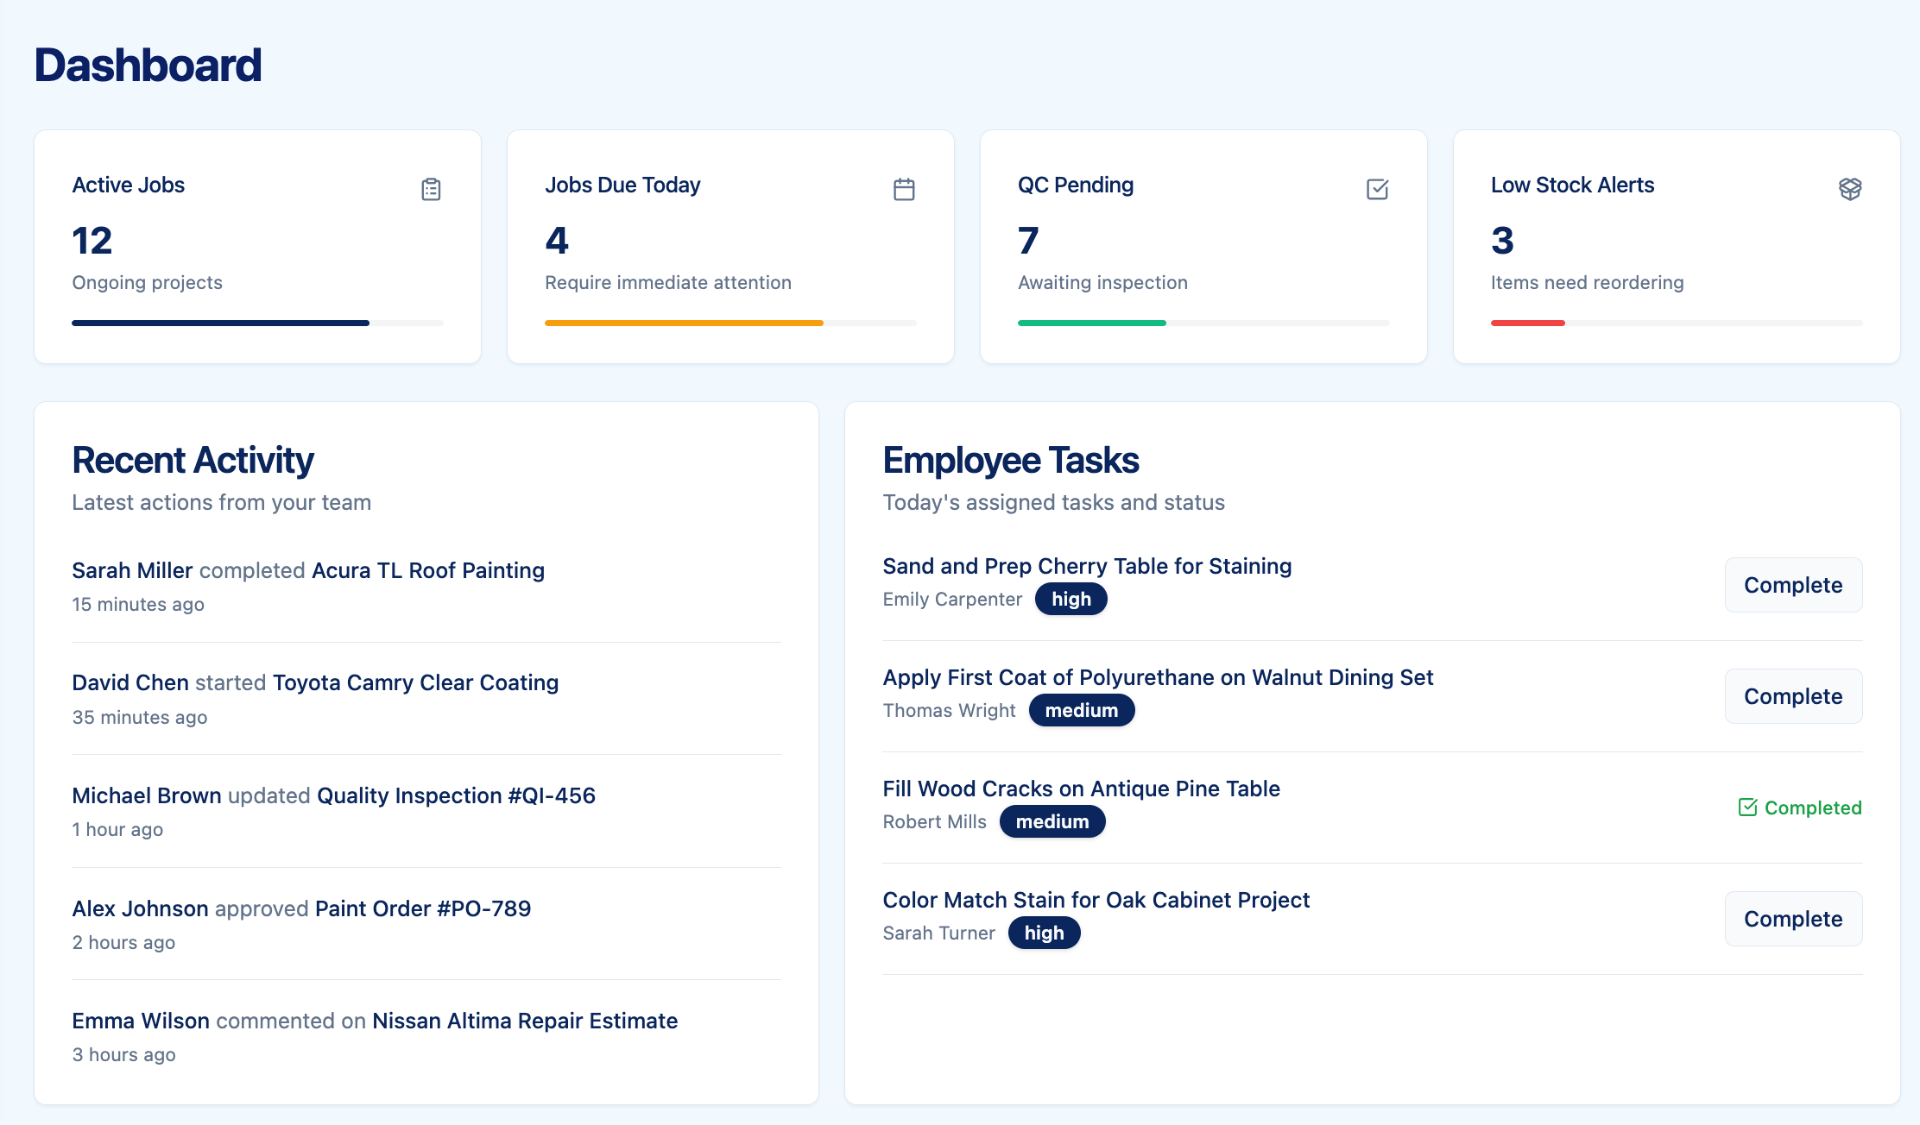 Dashboard
Active Jobs
12
Ongoing projects
Jobs Due Today
4
Require immediate attention
QC Pending
7
Awaiting inspection
Low Stock Alerts
3
Items need reordering
Recent Activity
Latest actions from your team
Sarah Miller completed Acura TL Roof Painting
15 minutes ago
David Chen started Toyota Camry Clear Coating
35 minutes ago
Michael Brown updated Quality Inspection #QI-456
1 hour ago
Alex Johnson approved Paint Order #PO-789
2 hours ago
Emma Wilson commented on Nissan Altima Repair Estimate
3 hours ago
Employee Tasks
Today's assigned tasks and status
Sand and Prep Cherry Table for Staining
Emily Carpenter high
Complete
Apply First Coat of Polyurethane on Walnut Dining Set
Thomas Wright medium
Complete
Fill Wood Cracks on Antique Pine Table
Robert Mills medium
Completed
Color Match Stain for Oak Cabinet Project
Sarah Turner high
Complete